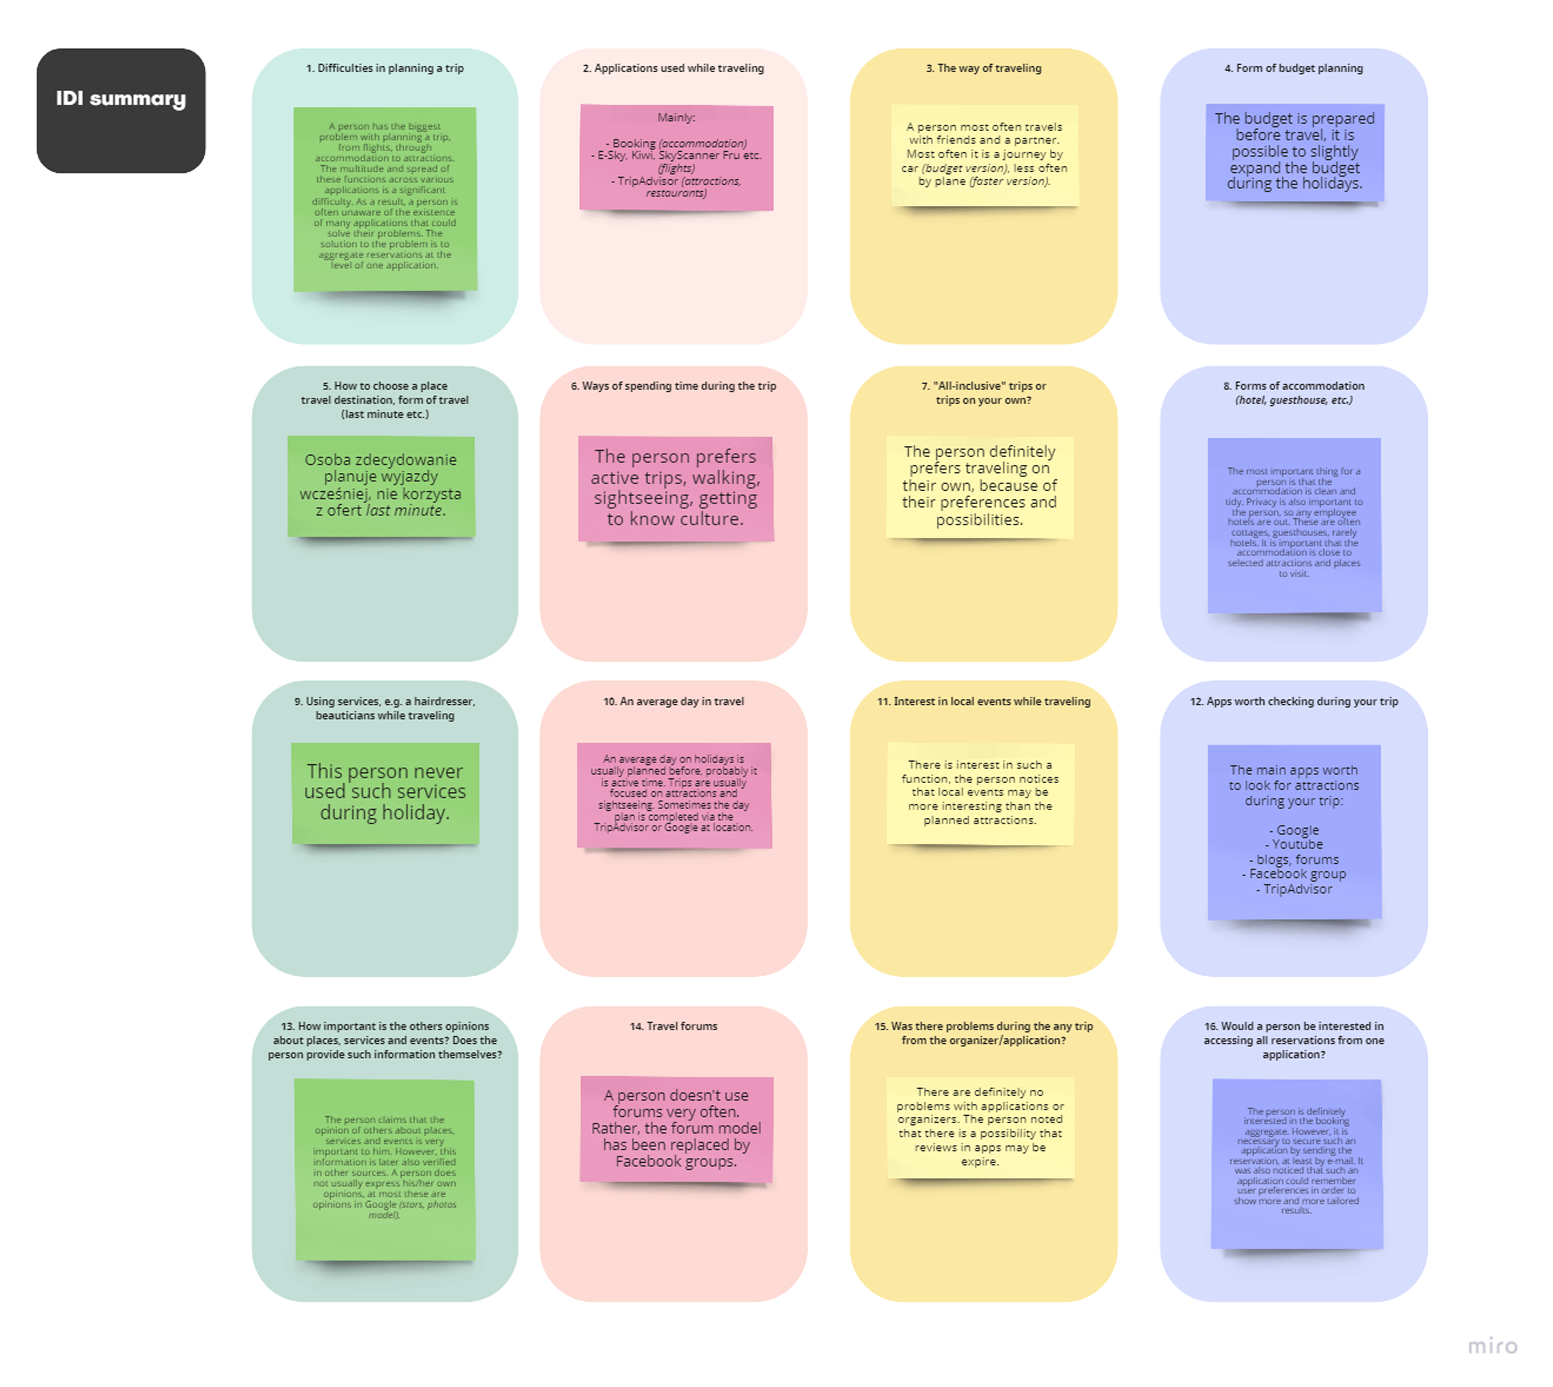 IDI summary
1. Difficulties in planning a trip
A person has the biggest
problem with planning a trip,
from flights, through
accommodation to attractions.
The multitude and spread of
these functions across various
applications is a significant
difficulty. As a result, a person is
often unaware of the existence
of many applications that could
solve their problems. The
solution to the problem is to
aggregate reservations at the
level of one application.
2. Applications used while traveling
Mainly:
- Booking (accommodation)
- E-Sky, Kiwi, SkyScanner Fru etc.
(flights)
- TripAdvisor (attractions,
restaurants)
3. The way of traveling
A person most often travels
with friends and a partner.
Most often it is a journey by
car (budget version), less often
by plane (faster version).
4. Form of budget planning
The budget is prepared
before travel, it is
possible to slightly
expand the budget
during the holidays.
5. How to choose a place
travel destination, form of travel
(last minute etc.)
Osoba zdecydowanie
planuje wyjazdy
wcześniej, nie korzysta
z ofert last minute.
6. Ways of spending time during the trip
The person prefers
active trips, walking,
sightseeing, getting
to know culture.
7. "All-inclusive" trips or
trips on your own?
The person definitely
prefers traveling on
their own, because of
their preferences and
possibilities.
8. Forms of accommodation
(hotel, guesthouse, etc.)
The most important thing for a
person is that the
accommodation is clean and
tidy. Privacy is also important to
the person, so any employee
hotels are out. These are often
cottages, guesthouses, rarely
hotels. It is important that the
accommodation is close to
selected attractions and places
to visit.
9. Using services, e.g. a hairdresser,
beauticians while traveling
This person never
used such services
during holiday.
10. An average day in travel
An average day on holidays is
usually planned before, probably it
is active time. Trips are usually
focused on attractions and
sightseeing. Sometimes the day
plan is completed via the
TripAdvisor or Google at location.
11. Interest in local events while traveling
There is interest in such a
function, the person notices
that local events may be
more interesting than the
planned attractions.
12. Apps worth checking during your trip
The main apps worth
to look for attractions
during your trip:
- Google
- Youtube
- blogs, forums
- Facebook group
- TripAdvisor
13. How important is the others opinions
about places, services and events? Does the
person provide such information themselves?
The person claims that the
opinion of others about places,
services and events is very
important to him. However, this
information is later also verified
in other sources. A person does
not usually express his/her own
opinions, at most these are
opinions in Google (stars, photos
model).
14. Travel forums
A person doesn't use
forums very often.
Rather, the forum model
has been replaced by
Facebook groups.
15. Was there problems during the any trip
from the organizer/application?
There are definitely no
problems with applications or
organizers. The person noted
that there is a possibility that
reviews in apps may be
expire.
16. Would a person be interested in
accessing all reservations from one
application?
The person is definitely
interested in the booking
aggregate. However, it is
necessary to secure such an
application by sending the
reservation, at least by e-mail. It
was also noticed that such an
application could remember
user preferences in order to
show more and more tailored
results.
miro